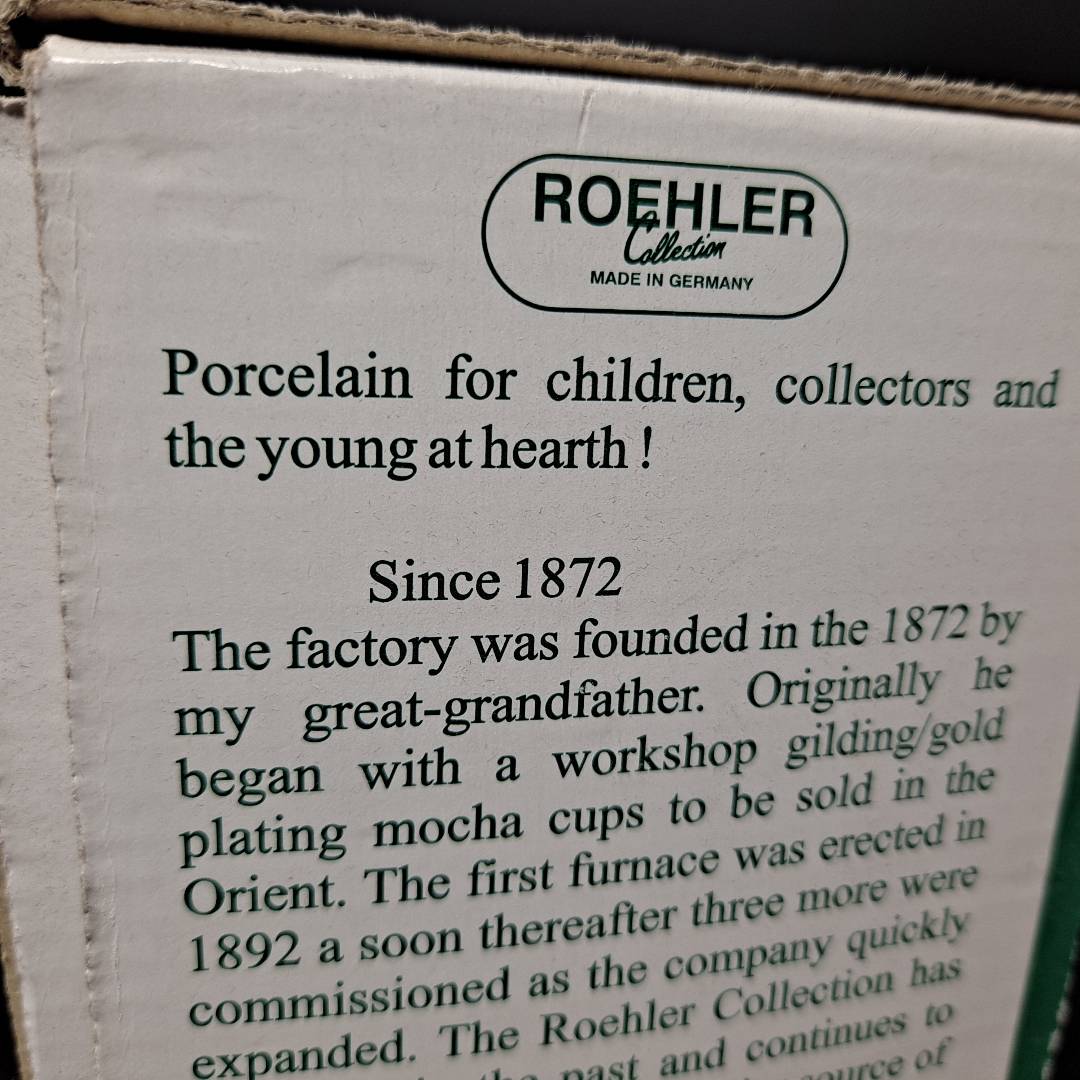 ROEHLER
Collection
MADE IN GERMANY
Porcelain for children, collectors and
the young at hearth !
Since 1872
The factory was founded in the 1872 by
my great-grandfather. Originally he
began with a workshop gilding/gold
plating mocha cups to be sold in the
Orient. The first furnace was erected in
1892 a soon thereafter three more were
commissioned as the company quickly
expanded. The Roehler Collection has
the past and continues to
source of